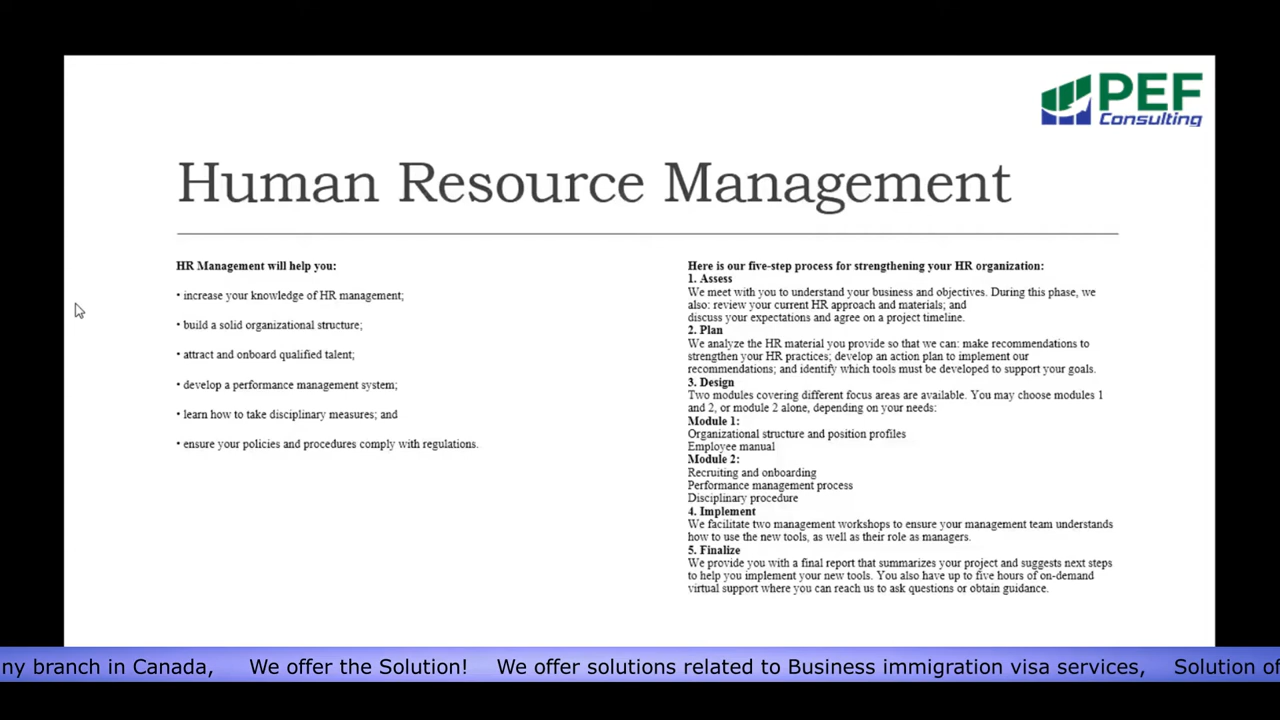 PEF
Consulting
Human Resource Management
HR Management will help you:
• increase your knowledge of HR management;
• build a solid organizational structure;
• attract and onboard qualified talent;
• develop a performance management system;
• learn how to take disciplinary measures; and
• ensure your policies and procedures comply with regulations.
Here is our five-step process for strengthening your HR organization:
1. Assess
We meet with you to understand your business and objectives. During this phase, we
also: review your current HR approach and materials; and
discuss your expectations and agree on a project timeline.
2. Plan
We analyze the HR material you provide so that we can: make recommendations to
strengthen your HR practices; develop an action plan to implement our
recommendations; and identify which tools must be developed to support your goals.
3. Design
Two modules covering different focus areas are available. You may choose modules 1
and 2, or module 2 alone, depending on your needs:
Module 1:
Organizational structure and position profiles
Employee manual
Module 2:
Recruiting and onboarding
Performance management process
Disciplinary procedure
4. Implement
We facilitate two management workshops to ensure your management team understands
how to use the new tools, as well as their role as managers.
5. Finalize
We provide you with a final report that summarizes your project and suggests next steps
to help you implement your new tools. You also have up to five hours of on-demand
virtual support where you can reach us to ask questions or obtain guidance.
ny branch in Canada, We offer the Solution! We offer solutions related to Business immigration visa services, Solution of